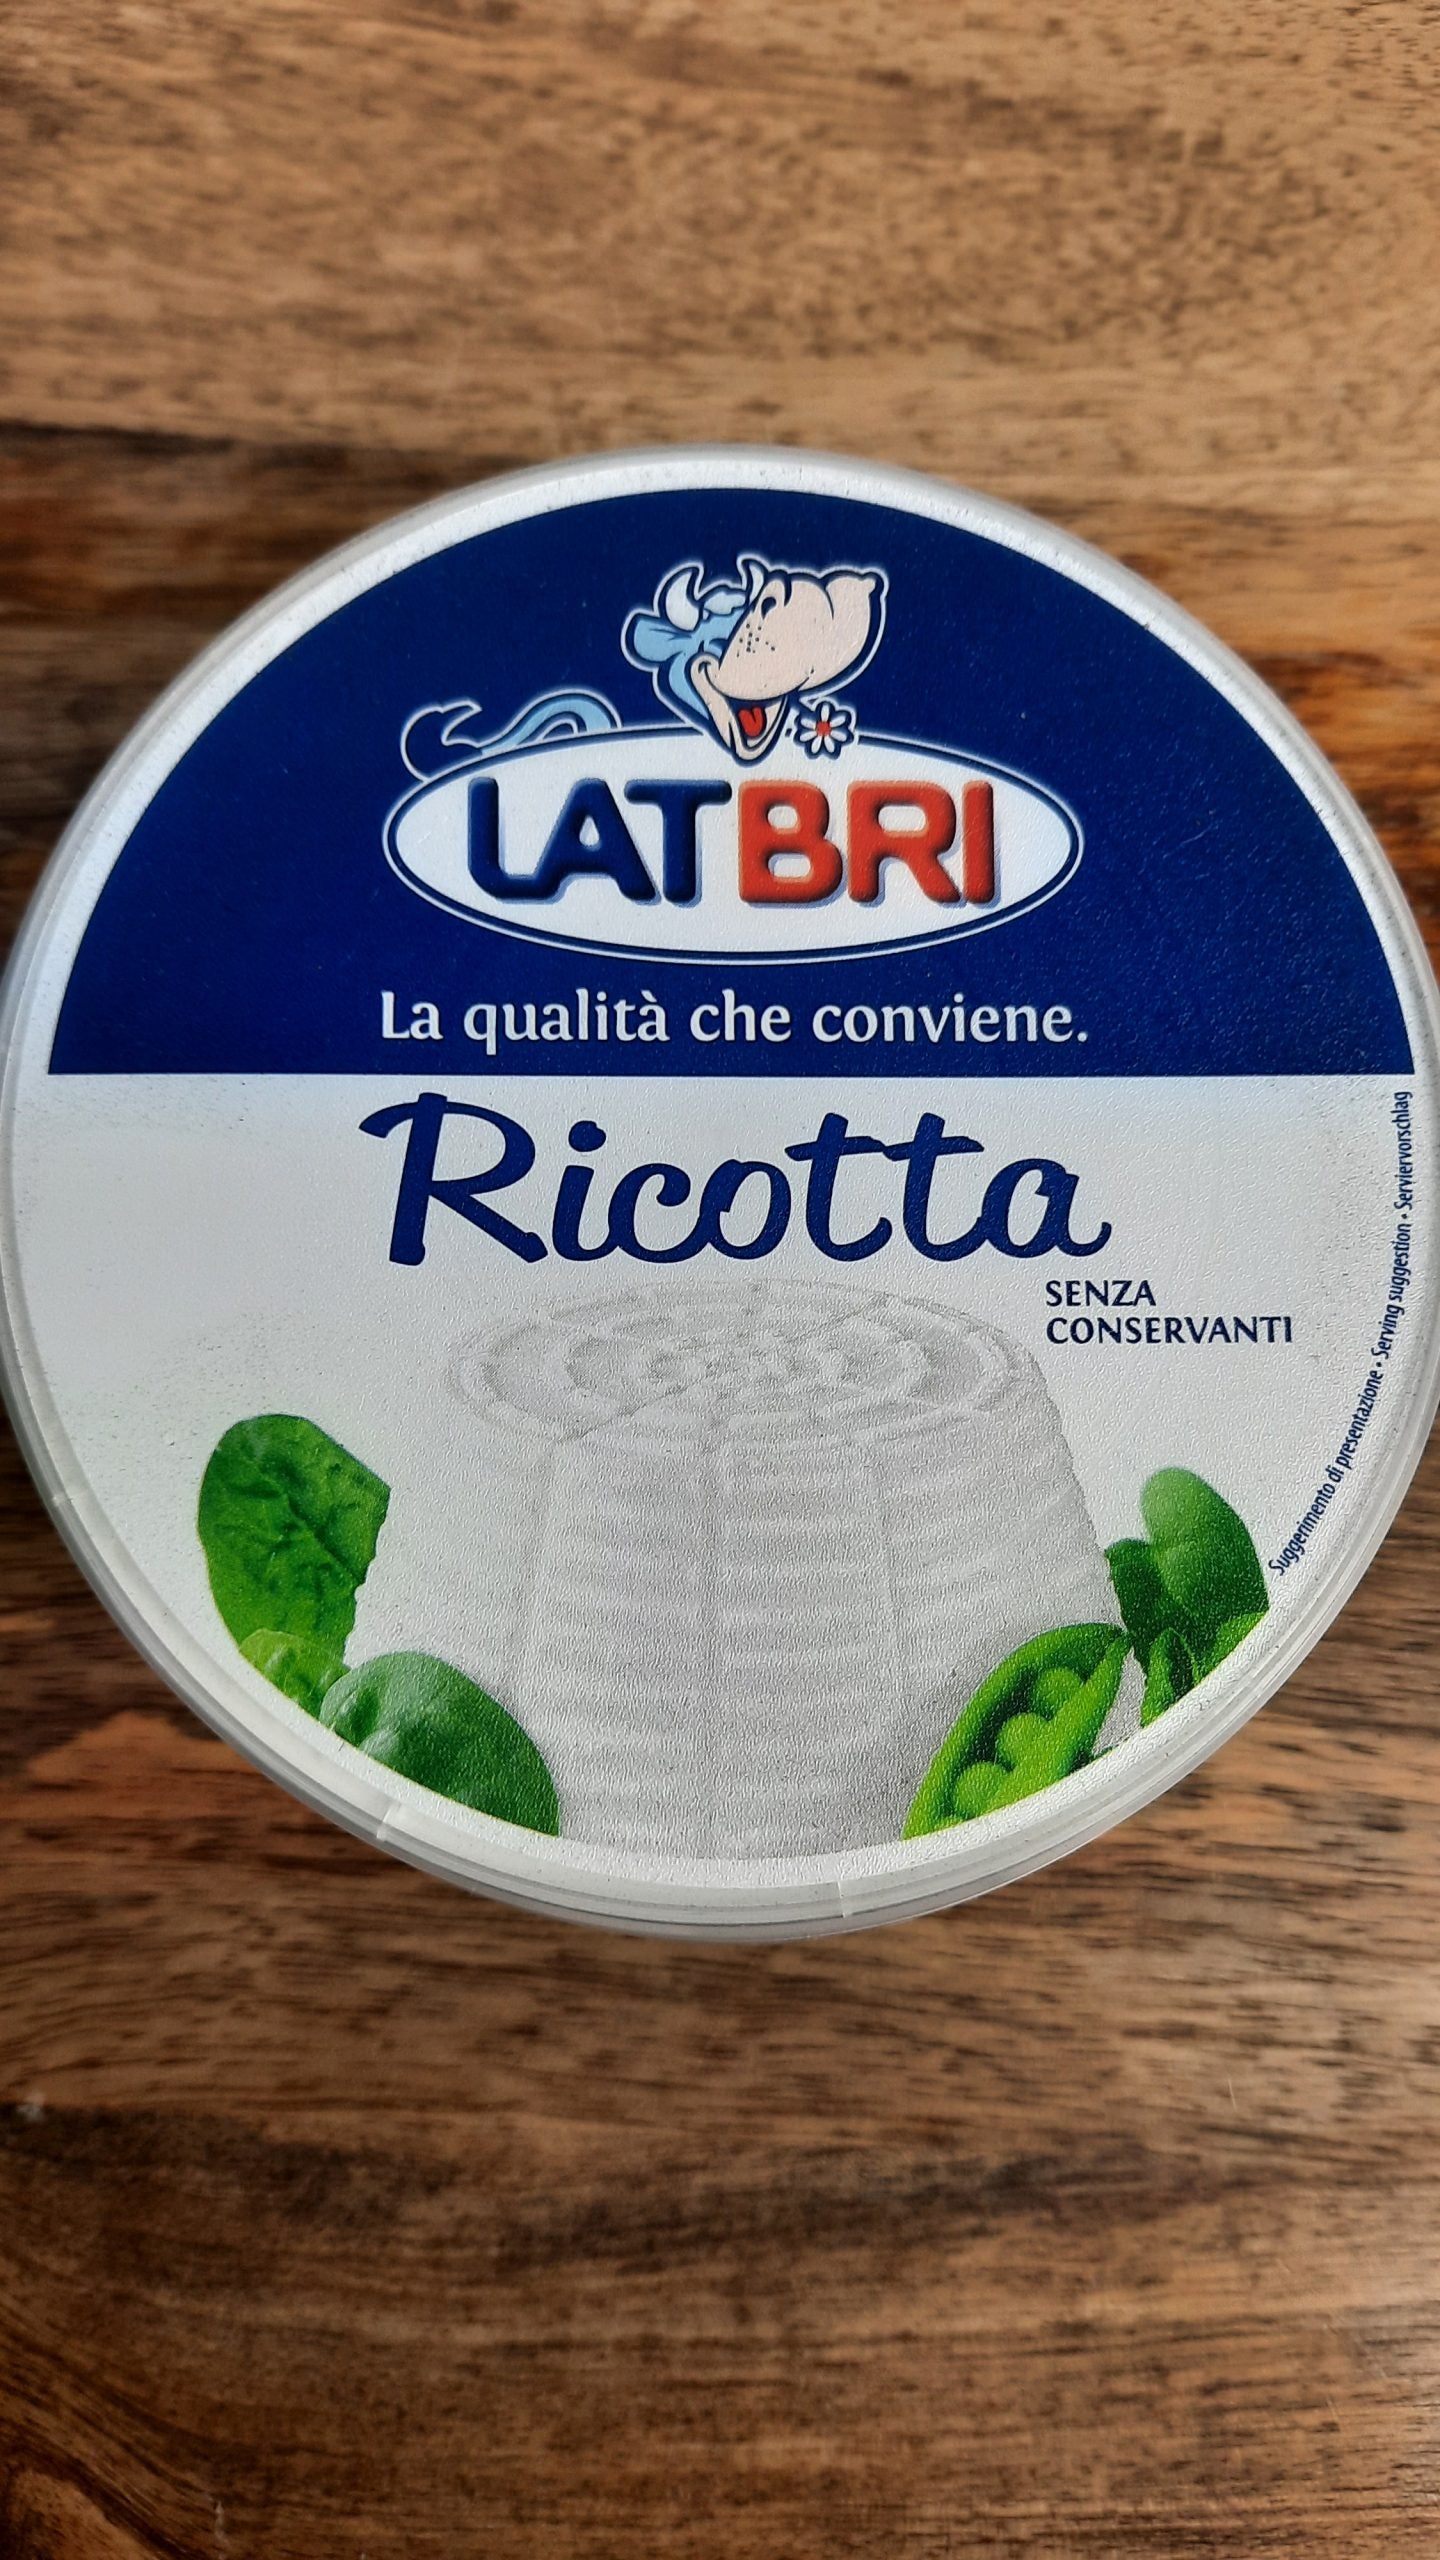 LATBRI
La qualità che conviene.
Ricotta
SENZA
CONSERVANTI
Suggerimento di presentazione • Serving suggestion • Serviervorschlag